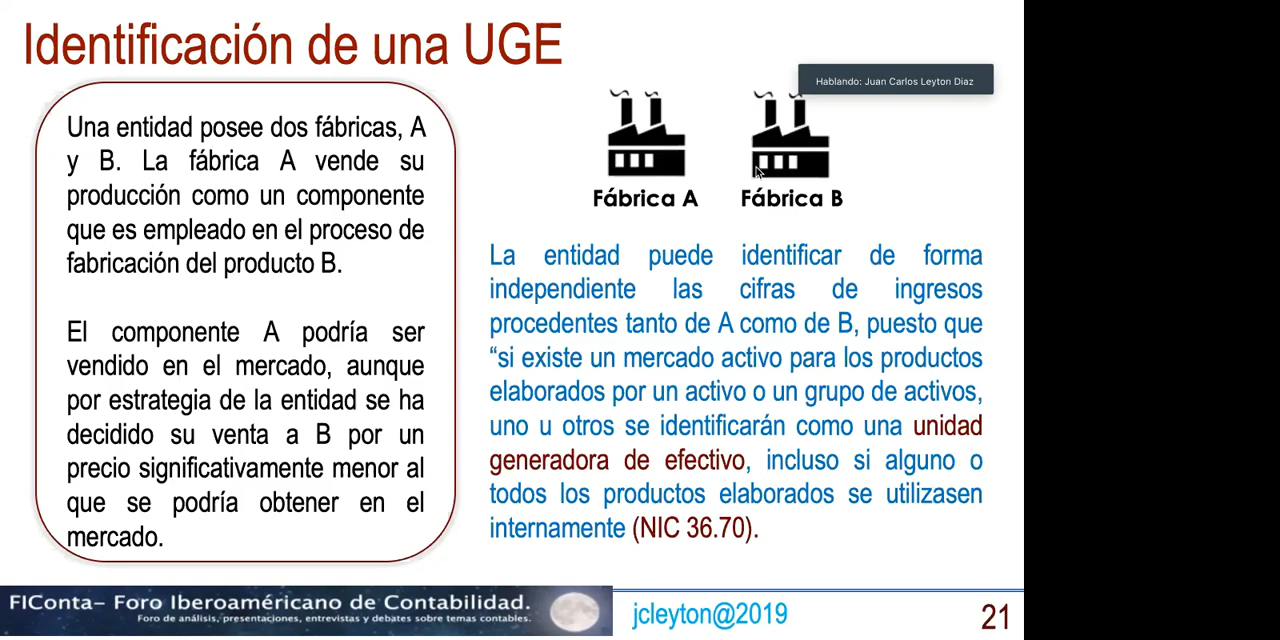 Identificación de una UGE
Hablando: Juan Carlos Leyton Diaz
Una entidad posee dos fábricas, A
y B. La fábrica A vende su
producción como un componente
que es empleado en el proceso de
fabricación del producto B.
El componente A podría ser
vendido en el mercado, aunque
por estrategia de la entidad se ha
decidido su venta a B por un
precio significativamente menor al
que se podría obtener en el
mercado.
Fábrica A
Fábrica B
La entidad puede identificar de forma
independiente las cifras de ingresos
procedentes tanto de A como de B, puesto que
“si existe un mercado activo para los productos
elaborados por un activo o un grupo de activos,
uno u otros se identificarán como una unidad
generadora de efectivo, incluso si alguno o
todos los productos elaborados se utilizasen
internamente (NIC 36.70).
FIConta– Foro Iberoaméricano de Contabilidad.
Foro de análisis, presentaciones, entrevistas y debates sobre temas contables.
jcleyton@2019
21